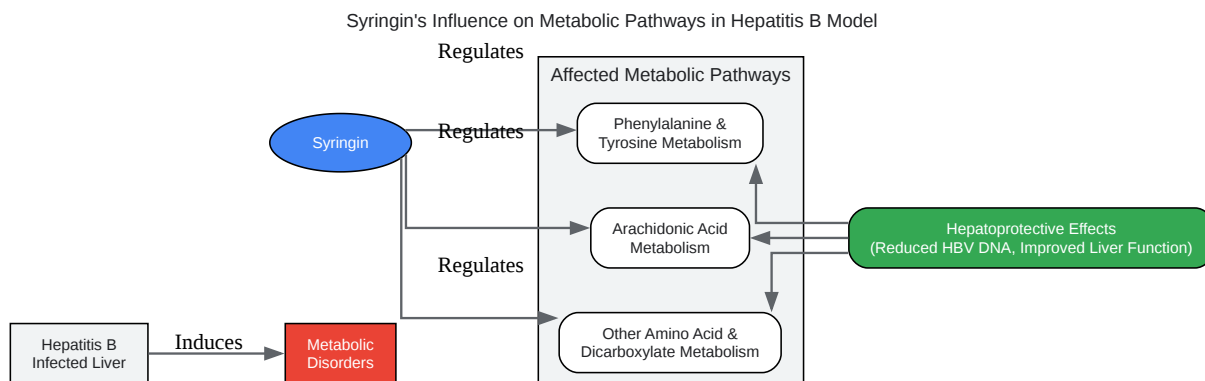 Syringin's Influence on Metabolic Pathways in Hepatitis B Model
Regulates
Affected Metabolic Pathways
Phenylalanine &
Tyrosine Metabolism
Syringin
Regulates
Arachidonic Acid
Metabolism
Hepatoprotective Effects
(Reduced HBV DNA, Improved Liver Function)
Regulates
Other Amino Acid &
Dicarboxylate Metabolism
Hepatitis B
Infected Liver
Induces
Metabolic
Disorders